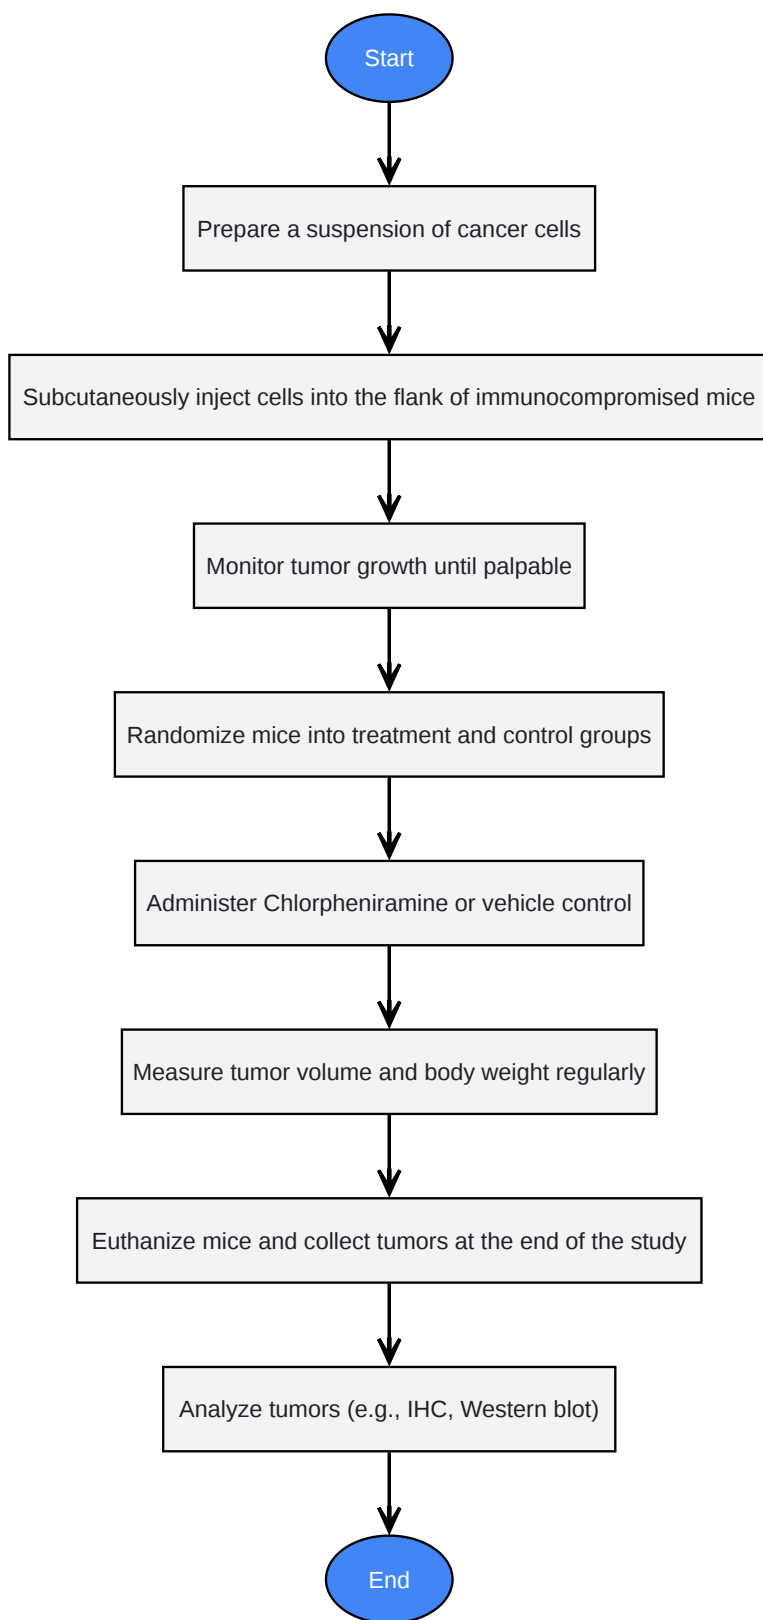 Start
Prepare a suspension of cancer cells
Subcutaneously inject cells into the flank of immunocompromised mice
Monitor tumor growth until palpable
Randomize mice into treatment and control groups
Administer Chlorpheniramine or vehicle control
Measure tumor volume and body weight regularly
Euthanize mice and collect tumors at the end of the study
Analyze tumors (e.g., IHC, Western blot)
End